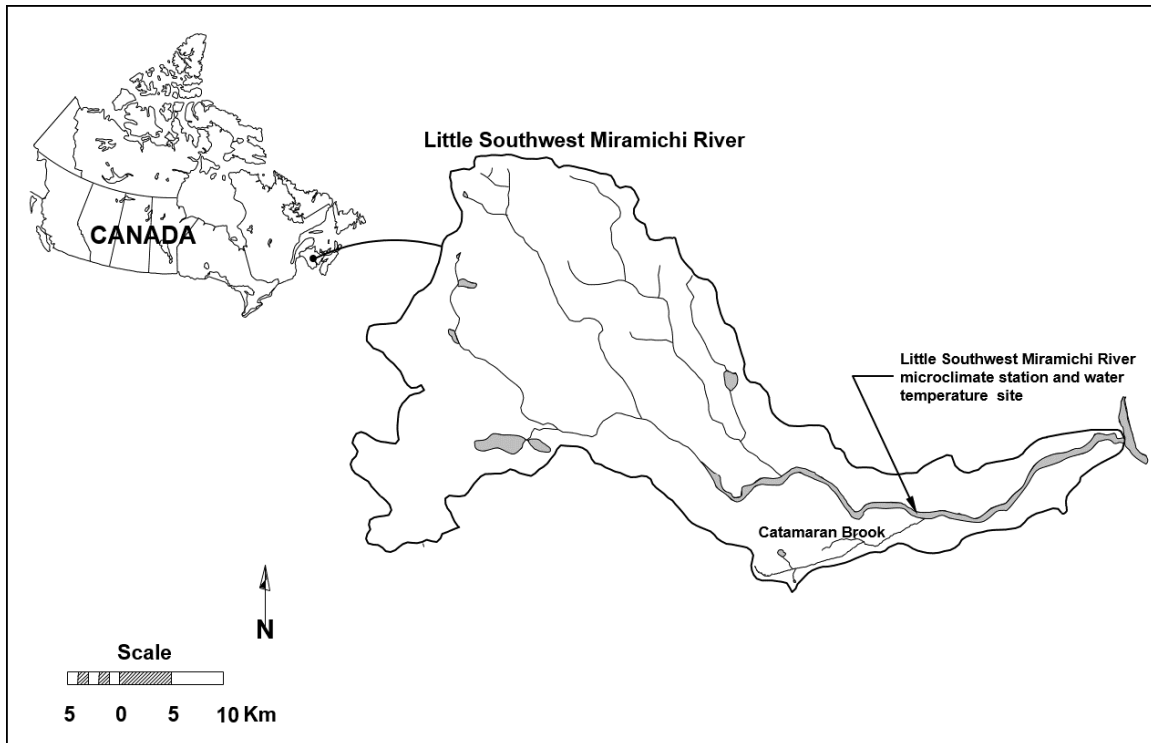 Little Southwest Miramichi River
CANADA
Little Southwest Miramichi River
microclimate station and water
temperature site
Catamaran Brook
N
Scale
5 0 5 10 Km